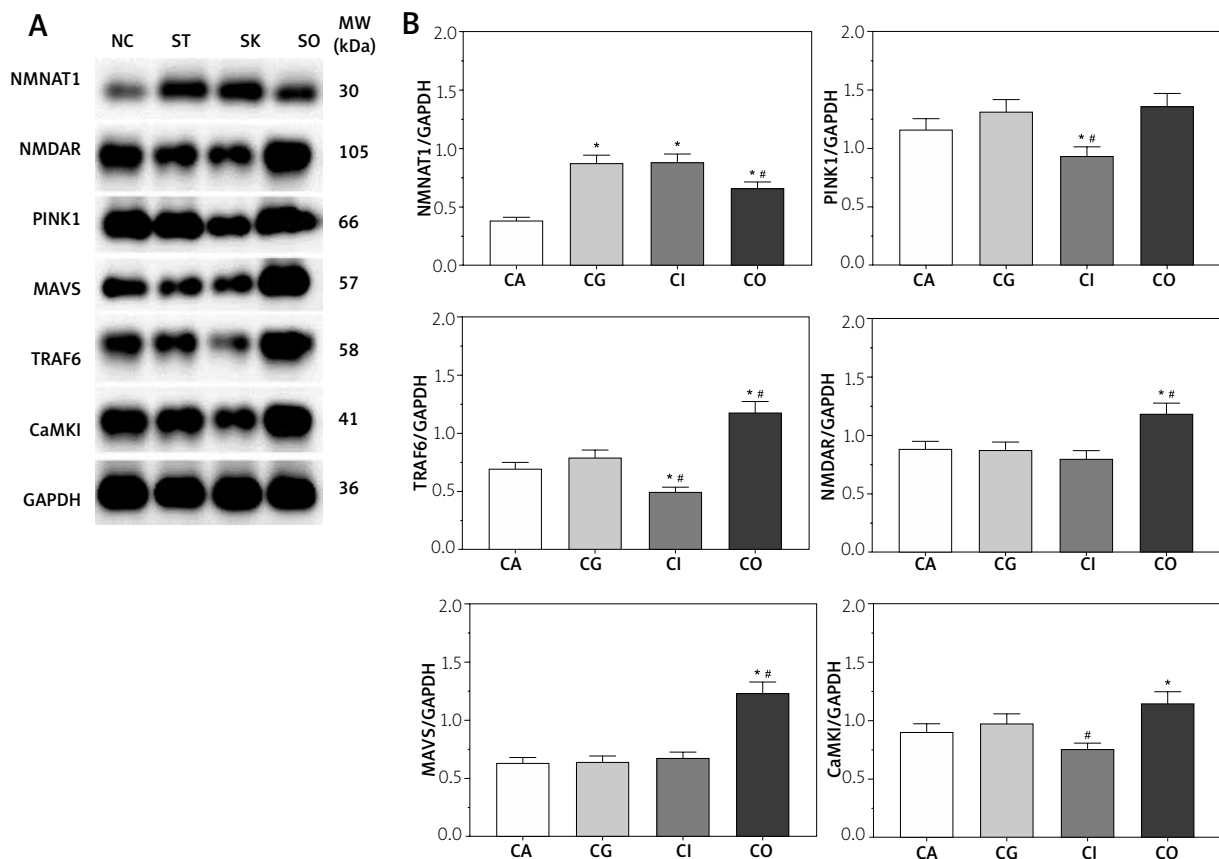 A
NC ST SK SO MW (kDa)
NMNAT1 30
NMDAR 105
PINK1 66
MAVS 57
TRAF6 58
CaMKI 41
GAPDH 36
B
NMNAT1/GAPDH
2.0
1.5
1.0
0.5
0.0
* * * #
CA CG CI CO
PINK1/GAPDH
2.0
1.5
1.0
0.5
0.0
* #
CA CG CI CO
TRAF6/GAPDH
2.0
1.5
1.0
0.5
0.0
* # * #
CA CG CI CO
NMDAR/GAPDH
2.0
1.5
1.0
0.5
0.0
* #
CA CG CI CO
MAVS/GAPDH
2.0
1.5
1.0
0.5
0.0
* #
CA CG CI CO
CaMKI/GAPDH
2.0
1.5
1.0
0.5
0.0
# *
CA CG CI CO